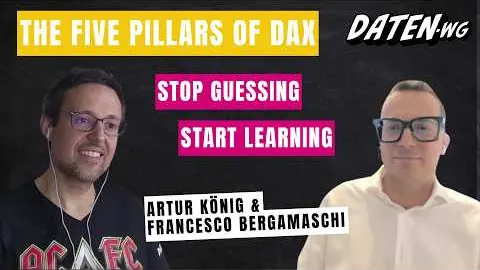 THE FIVE PILLARS OF DAX
DATEN-WG
STOP GUESSING
START LEARNING
ARTUR KÖNIG &
FRANCESCO BERGAMASCHI